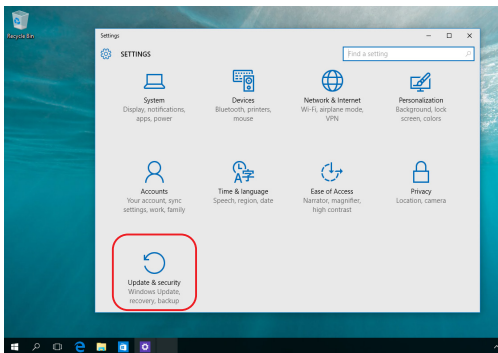 Recycle Bin
Settings
SETTINGS
Find a setting
System
Display, notifications,
apps, power
Devices
Bluetooth, printers,
mouse
Network & Internet
Wi-Fi, airplane mode,
VPN
Personalization
Background, lock
screen, colors
Accounts
Your account, sync
settings, work, family
Time & language
Speech, region, date
Ease of Access
Narrator, magnifier,
high contrast
Privacy
Location, camera
Update & security
Windows Update,
recovery, backup